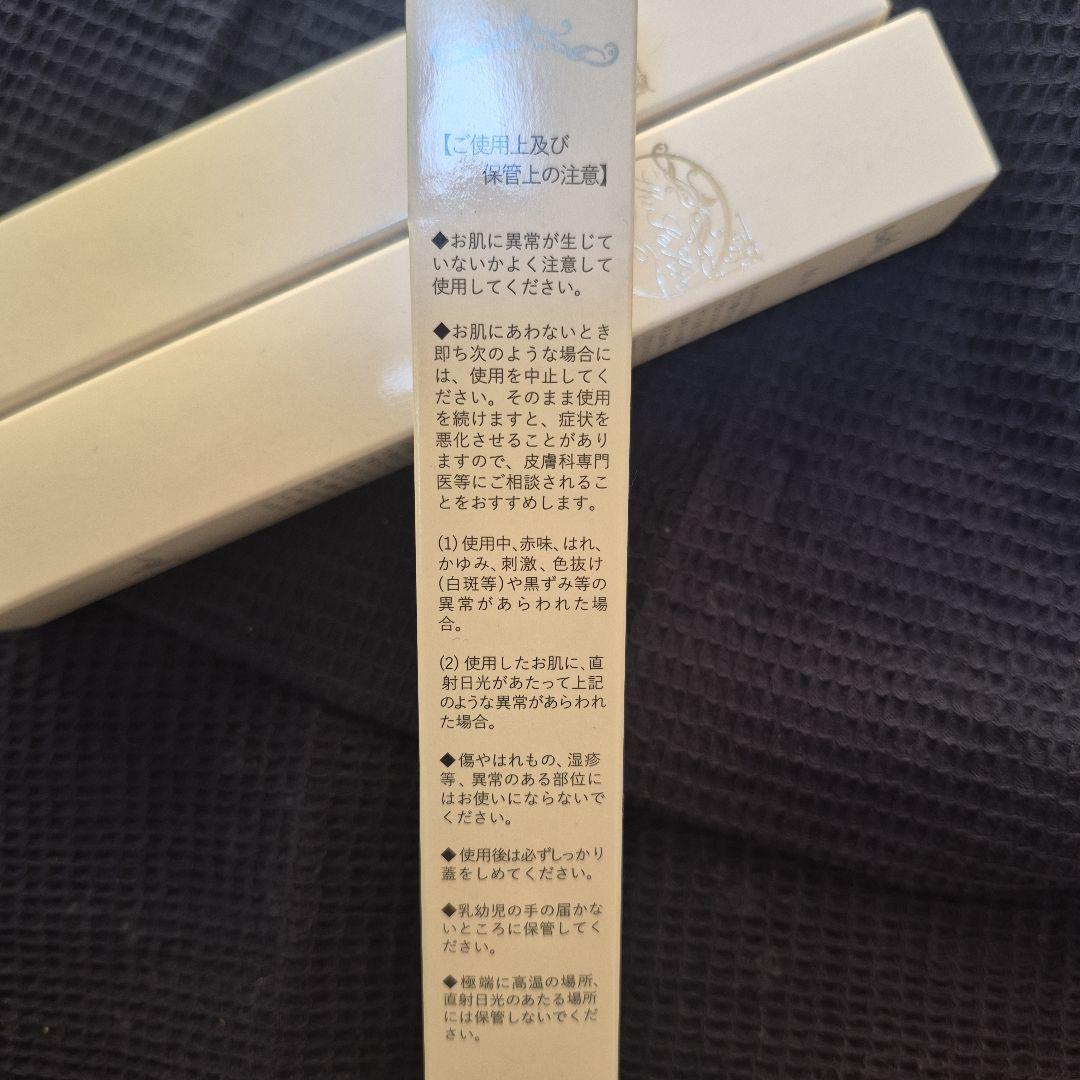 【ご使用上及び
保管上の注意】
◆お肌に異常が生じて
いないかよく注意して
使用してください。
◆お肌にあわないとき
即ち次のような場合に
は、使用を中止してく
ださい。そのまま使用
を続けますと、症状を
悪化させることがあり
ますので、皮膚科専門
医等にご相談されるこ
とをおすすめします。
(1)使用中、赤味、はれ、
かゆみ、刺激、色抜け
(白斑等)や黒ずみ等の
異常があらわれた場
合。
(2) 使用したお肌に、直
射日光があたって上記
のような異常があらわれ
た場合。
◆傷やはれもの、湿疹
等、異常のある部位に
はお使いにならないで
ください。
◆使用後は必ずしっかり
蓋をしめてください。
◆乳幼児の手の届かな
いところに保管してく
ださい。
◆極端に高温の場所、
直射日光のあたる場所
には保管しないでくだ
さい。